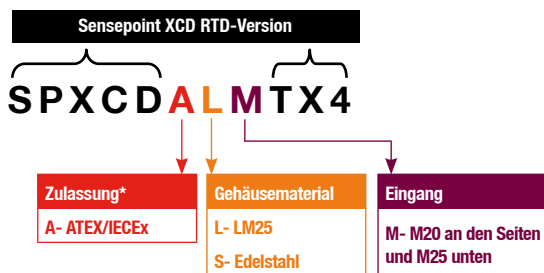 Sensepoint XCD RTD-Version
SPXCDALMTX4
Zulassung*
A- ATEX/IECEx
Gehäusematerial
L- LM25
S- Edelstahl
Eingang
M- M20 an den Seiten
und M25 unten